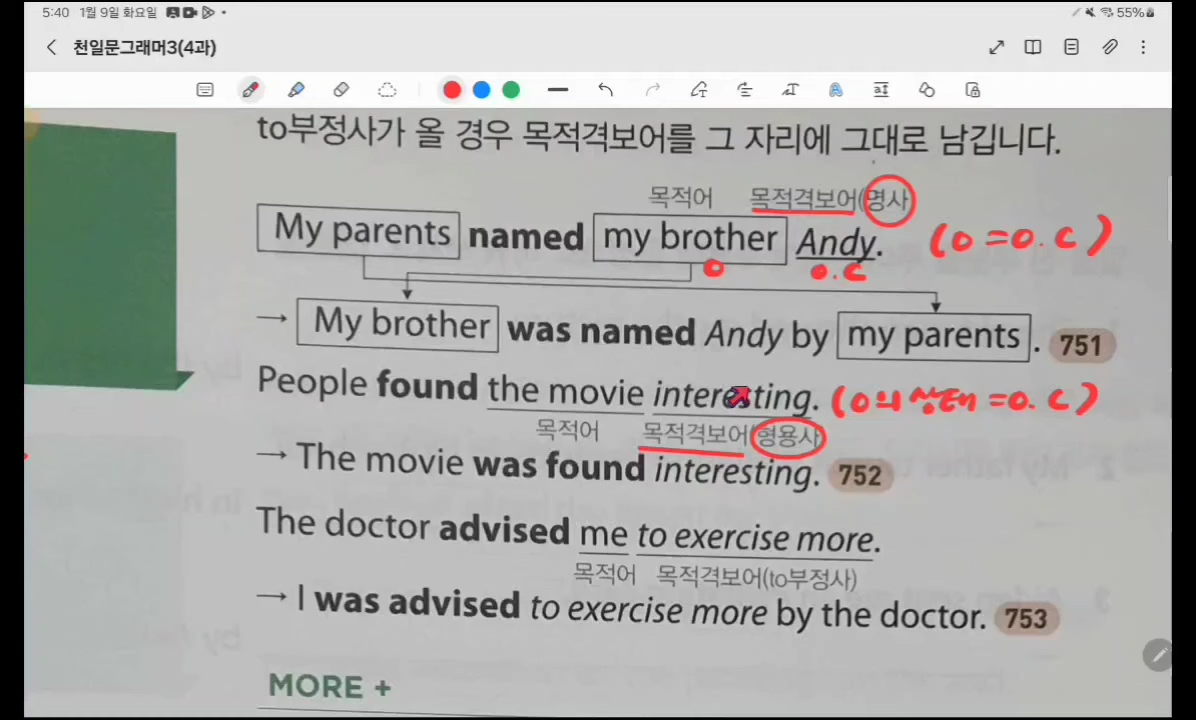 5:40 1월 9일 화요일 55%
천일문그래머3(4과)
to부정사가 올 경우 목적격보어를 그 자리에 그대로 남깁니다.
목적어 목적격보어(명사
My parents named my brother Andy. (O = O.C)
O O.C
→ My brother was named Andy by my parents. 751
People found the movie interesting. (O의 상태 = O.C)
목적어 목적격보어(형용사)
→ The movie was found interesting. 752
The doctor advised me to exercise more.
목적어 목적격보어(to부정사)
→ I was advised to exercise more by the doctor. 753
MORE +